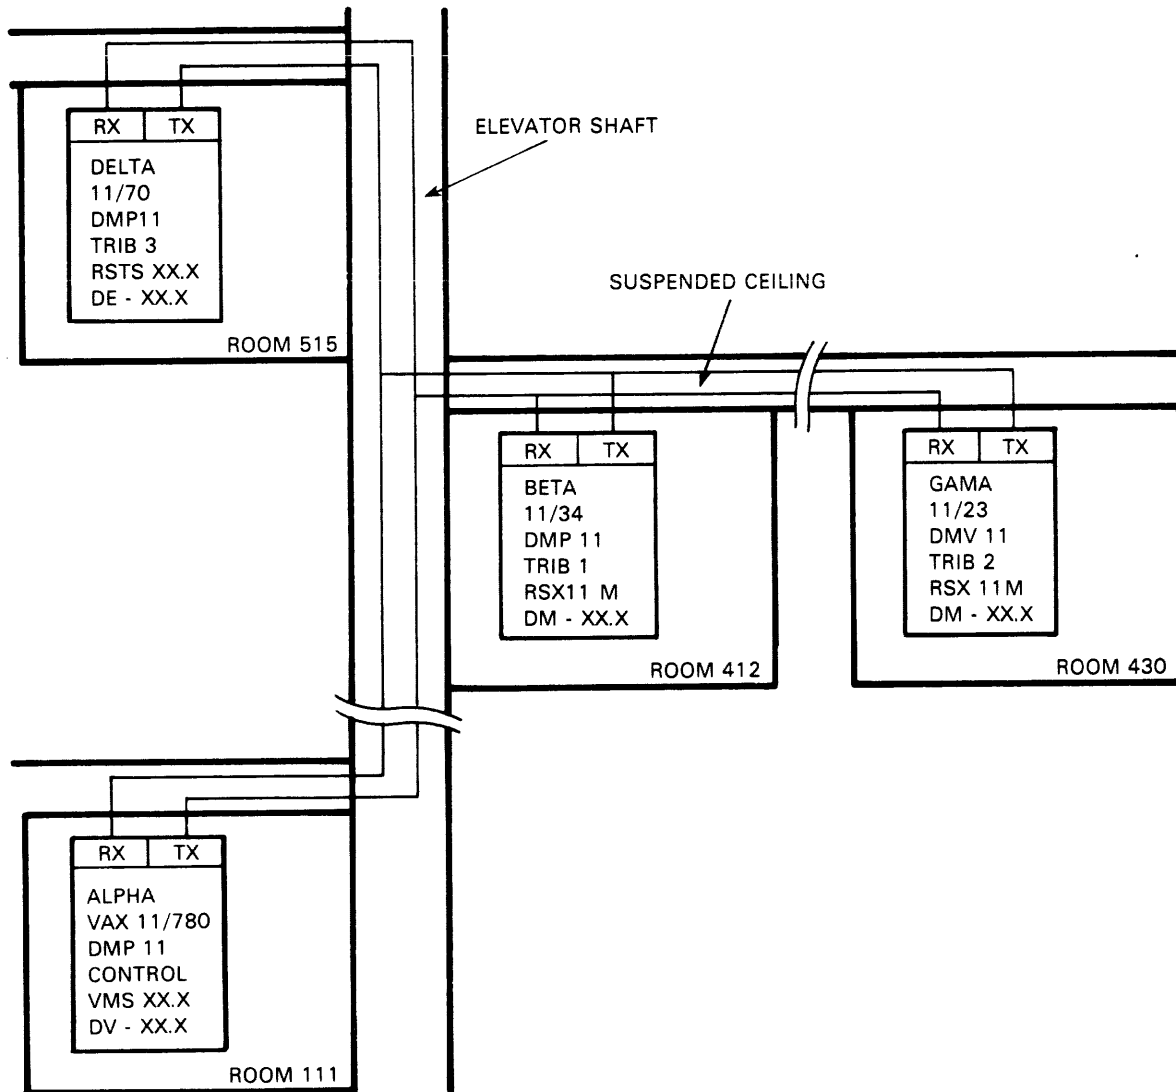 RX TX
DELTA
11/70
DMP11
TRIB 3
RSTS XX.X
DE - XX.X
ROOM 515
ELEVATOR SHAFT
SUSPENDED CEILING
RX TX
BETA
11/34
DMP 11
TRIB 1
RSX11 M
DM - XX.X
ROOM 412
RX TX
GAMA
11/23
DMV 11
TRIB 2
RSX 11M
DM - XX.X
ROOM 430
RX TX
ALPHA
VAX 11/780
DMP 11
CONTROL
VMS XX.X
DV - XX.X
ROOM 111